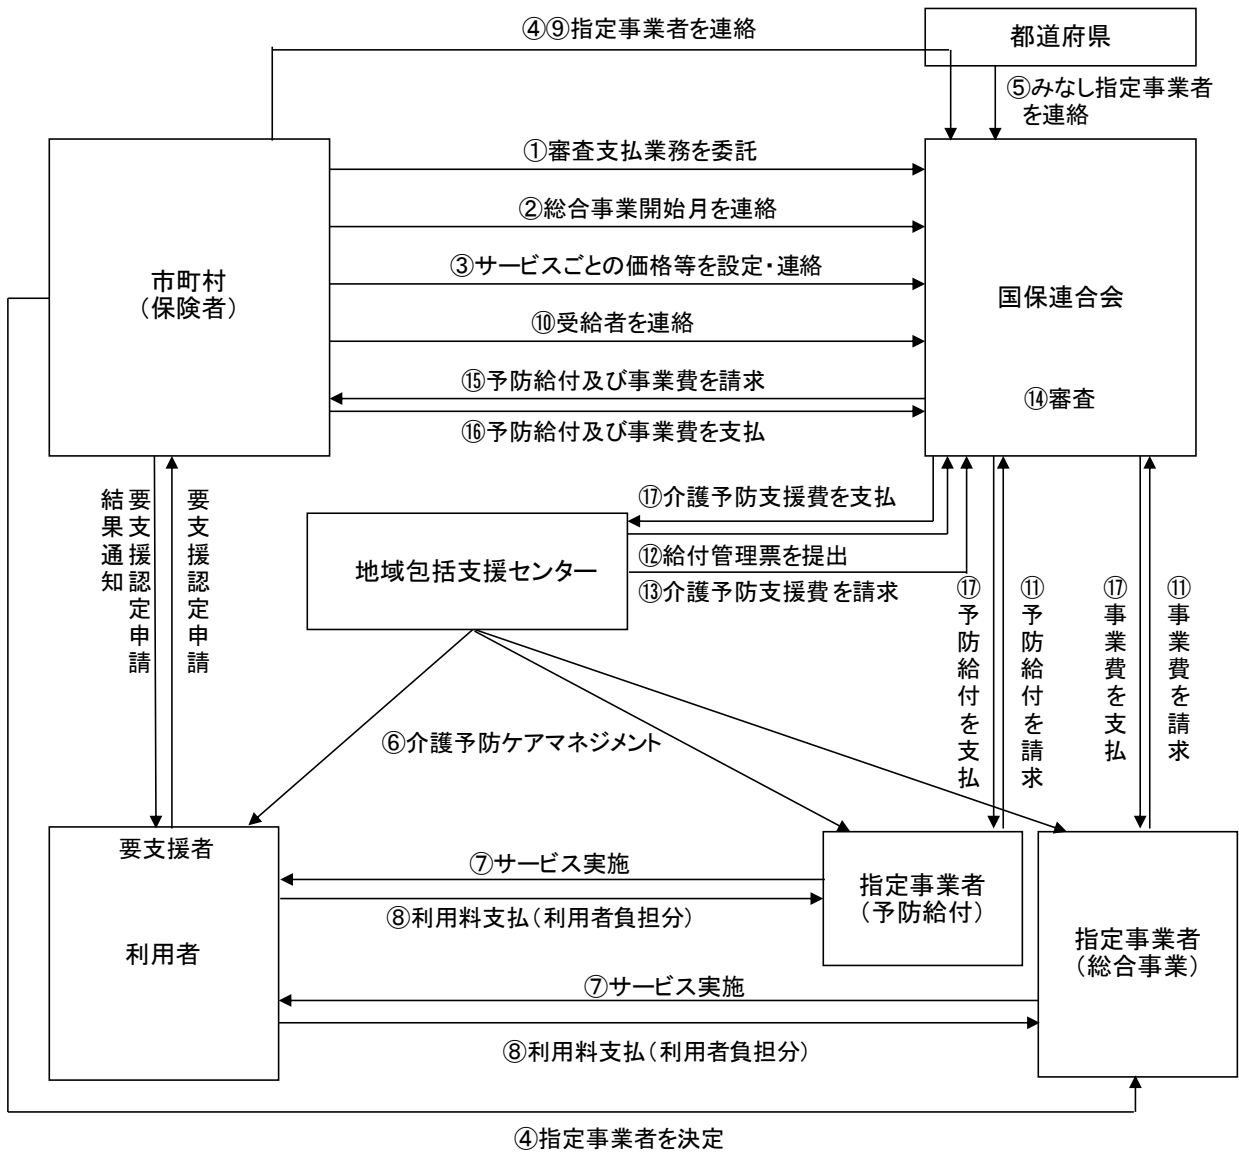 ④⑨指定事業者を連絡
都道府県
⑤みなし指定事業者
を連絡
①審査支払業務を委託
②総合事業開始月を連絡
③サービスごとの価格等を設定・連絡
市町村
（保険者）
国保連合会
⑩受給者を連絡
⑮予防給付及び事業費を請求
⑭審査
⑯予防給付及び事業費を支払
要支援認定申請
結果通知
要支援認定申請
⑰介護予防支援費を支払
地域包括支援センター
⑫給付管理票を提出
⑬介護予防支援費を請求
⑰予防給付を支払
⑪予防給付を請求
⑰事業費を支払
⑪事業費を請求
⑥介護予防ケアマネジメント
要支援者
利用者
⑦サービス実施
⑧利用料支払（利用者負担分）
指定事業者
（予防給付）
指定事業者
（総合事業）
⑦サービス実施
⑧利用料支払（利用者負担分）
④指定事業者を決定